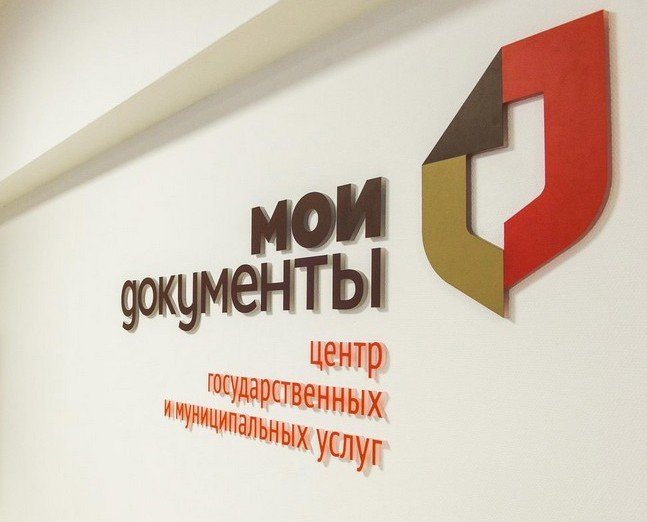 мои
документы
центр
государственных
и муниципальных услуг